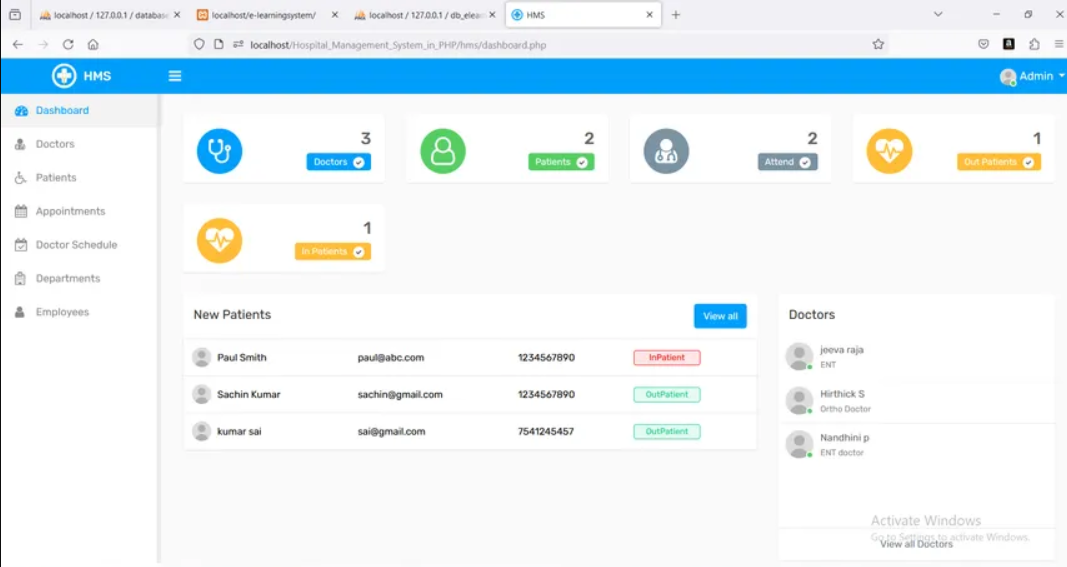 localhost / 127.0.0.1 / database
localhost/e-learningsystem/
localhost / 127.0.0.1 / db_elear
HMS
localhost/Hospital_Management_System_in_PHP/hms/dashboard.php
HMS
Admin
Dashboard
Doctors
Patients
Appointments
Doctor Schedule
Departments
Employees
3
Doctors
2
Patients
2
Attend
1
Out Patients
1
In Patients
New Patients
View all
Paul Smith paul@abc.com 1234567890 InPatient
Sachin Kumar sachin@gmail.com 1234567890 OutPatient
kumar sai sai@gmail.com 7541245457 OutPatient
Doctors
jeeva raja
ENT
Hirthick S
Ortho Doctor
Nandhini p
ENT doctor
Activate Windows
Go to Settings to activate Windows.
View all Doctors